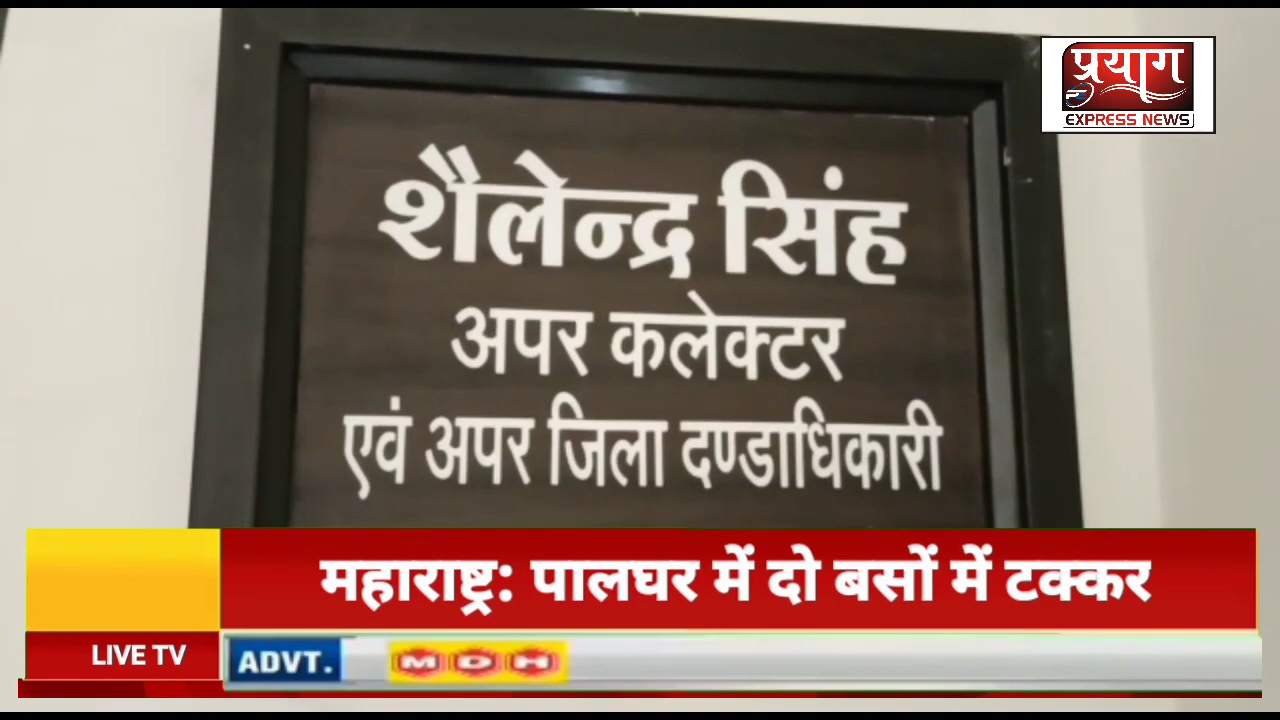 प्रयाग
EXPRESS NEWS
शैलेन्द्र सिंह
अपर कलेक्टर
एवं अपर जिला दण्डाधिकारी
महाराष्ट्र: पालघर में दो बसों में टक्कर
LIVE TV
ADVT.
MDH